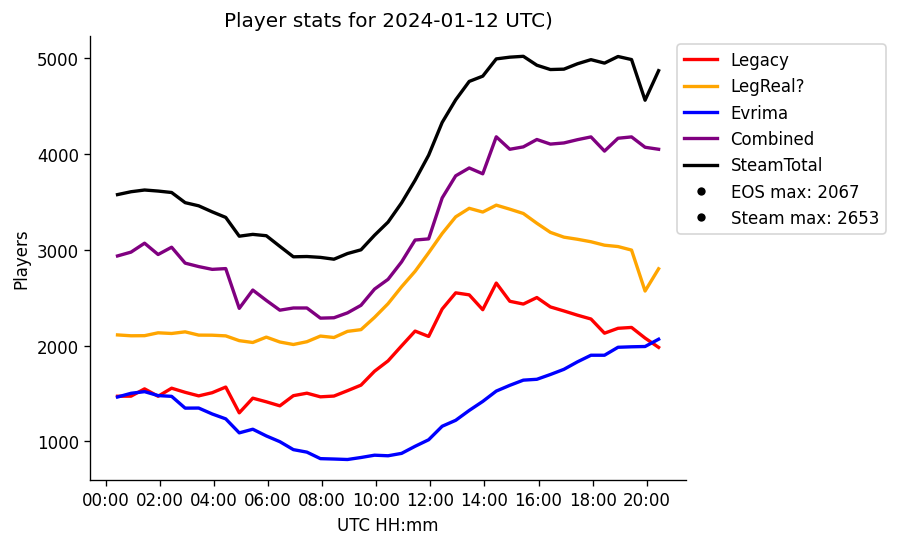 Player stats for 2024-01-12 UTC)
Players
5000
4000
3000
2000
1000
00:00 02:00 04:00 06:00 08:00 10:00 12:00 14:00 16:00 18:00 20:00
UTC HH:mm
Legacy
LegReal?
Evrima
Combined
SteamTotal
EOS max: 2067
Steam max: 2653